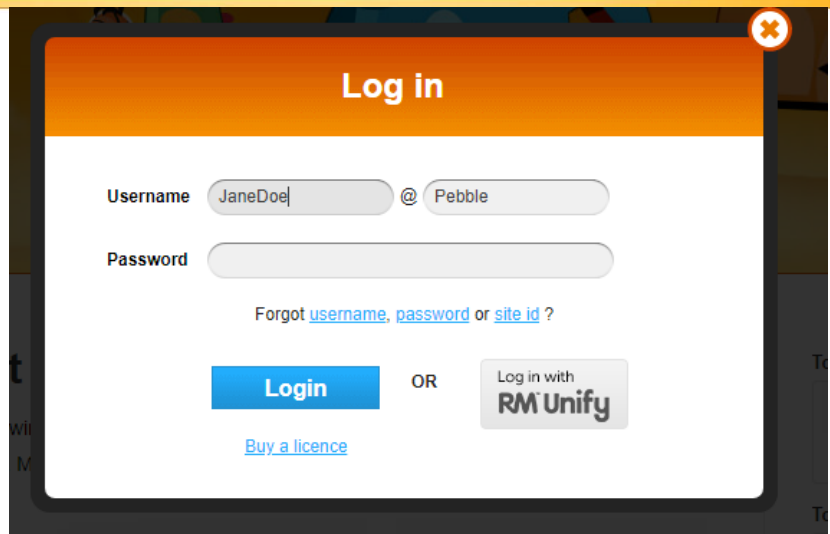 Log in
Username JaneDoe @ Pebble
Password
Forgot username, password or site id ?
Login OR Log in with
RM Unify
Buy a licence